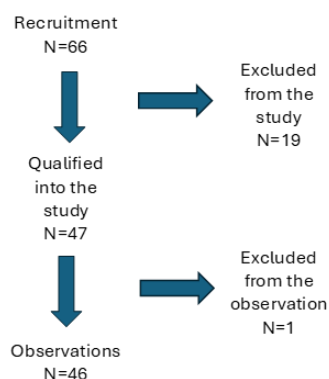 Recruitment
N=66
Excluded
from the
study
N=19
Qualified
into the
study
N=47
Excluded
from the
observation
N=1
Observations
N=46